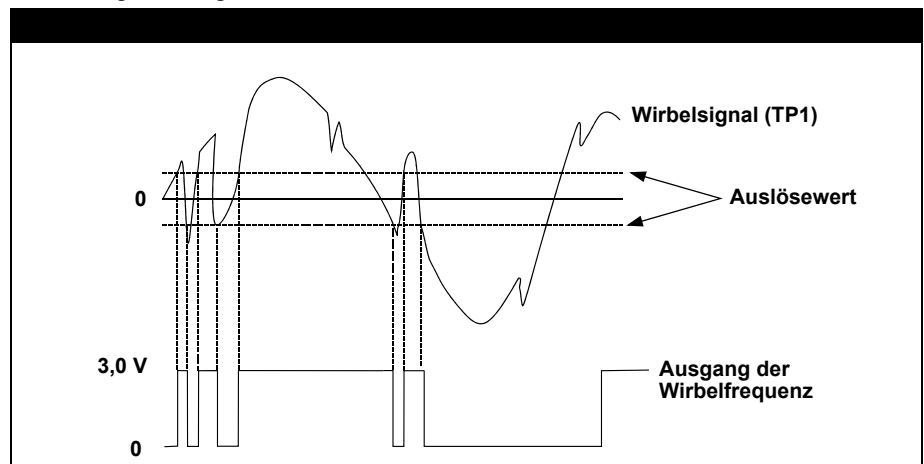 Wirbelsignal (TP1)
0
Auslösewert
3,0 V
Ausgang der
Wirbelfrequenz
0